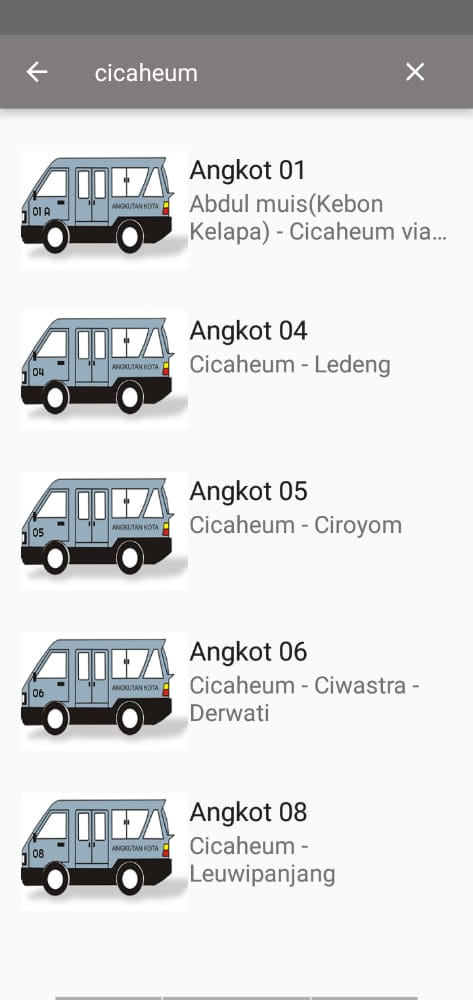 cicaheum
Angkot 01
Abdul muis(Kebon
Kelapa) - Cicaheum via...
01 A
ANGKUTAN KOTA
Angkot 04
Cicaheum - Ledeng
04
ANGKUTAN KOTA
Angkot 05
Cicaheum - Ciroyom
05
ANGKUTAN KOTA
Angkot 06
Cicaheum - Ciwastra -
Derwati
06
ANGKUTAN KOTA
Angkot 08
Cicaheum -
Leuwipanjang
08
ANGKUTAN KOTA